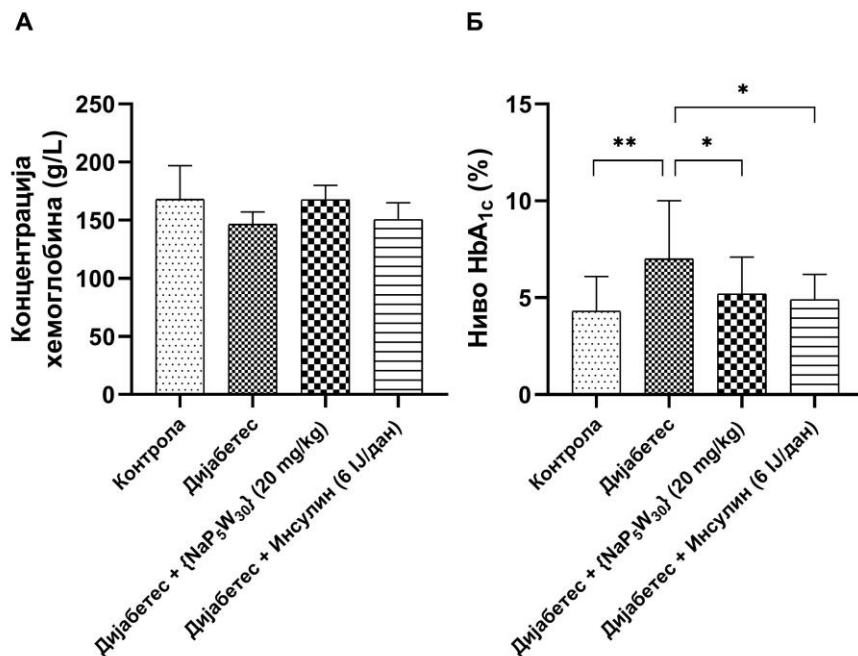 А
Концентрација
хемоглобина (g/L)
250
200
150
100
50
0
Контрола
Дијабетес
Дијабетес + {NaP₅W₃₀} (20 mg/kg)
Дијабетес + Инсулин (6 IJ/дан)
Б
Ниво HbA₁c (%)
15
10
5
0
**
*
*
Контрола
Дијабетес
Дијабетес + {NaP₅W₃₀} (20 mg/kg)
Дијабетес + Инсулин (6 IJ/дан)